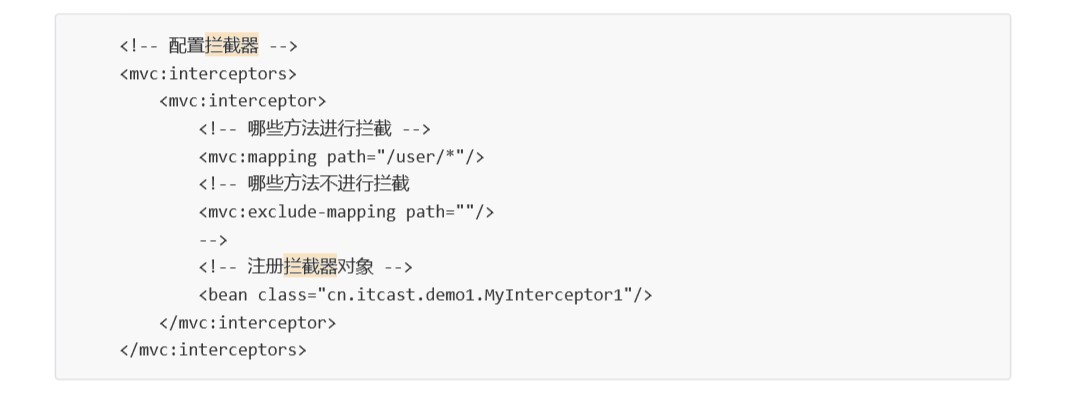 <!-- 配置拦截器 -->
<mvc:interceptors>
<mvc:interceptor>
<!-- 哪些方法进行拦截 -->
<mvc:mapping path="/user/*"/>
<!-- 哪些方法不进行拦截
<mvc:exclude-mapping path=""/>
-->
<!-- 注册拦截器对象 -->
<bean class="cn.itcast.demo1.MyInterceptor1"/>
</mvc:interceptor>
</mvc:interceptors>